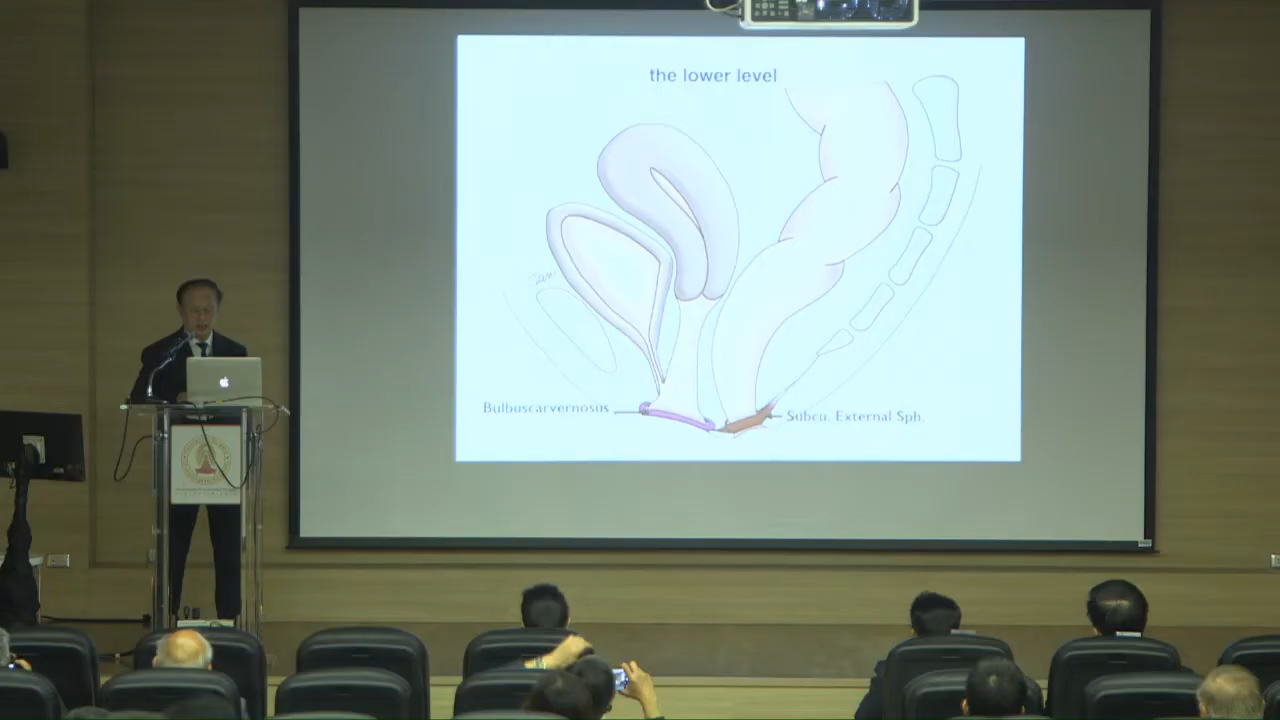 the lower level
Bulbuscarvernosus
Subcu. External Sph.